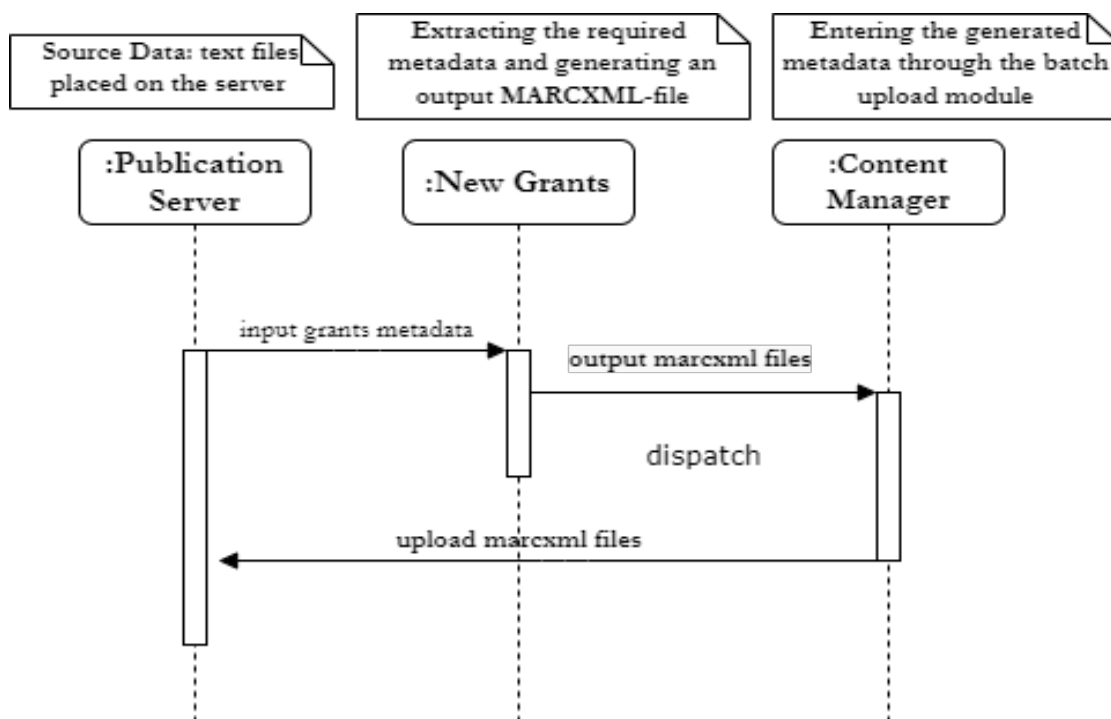 Source Data: text files
placed on the server
Extracting the required
metadata and generating an
output MARCXML-file
Entering the generated
metadata through the batch
upload module
:Publication
Server
:New Grants
:Content
Manager
input grants metadata
output marcxml files
dispatch
upload marcxml files